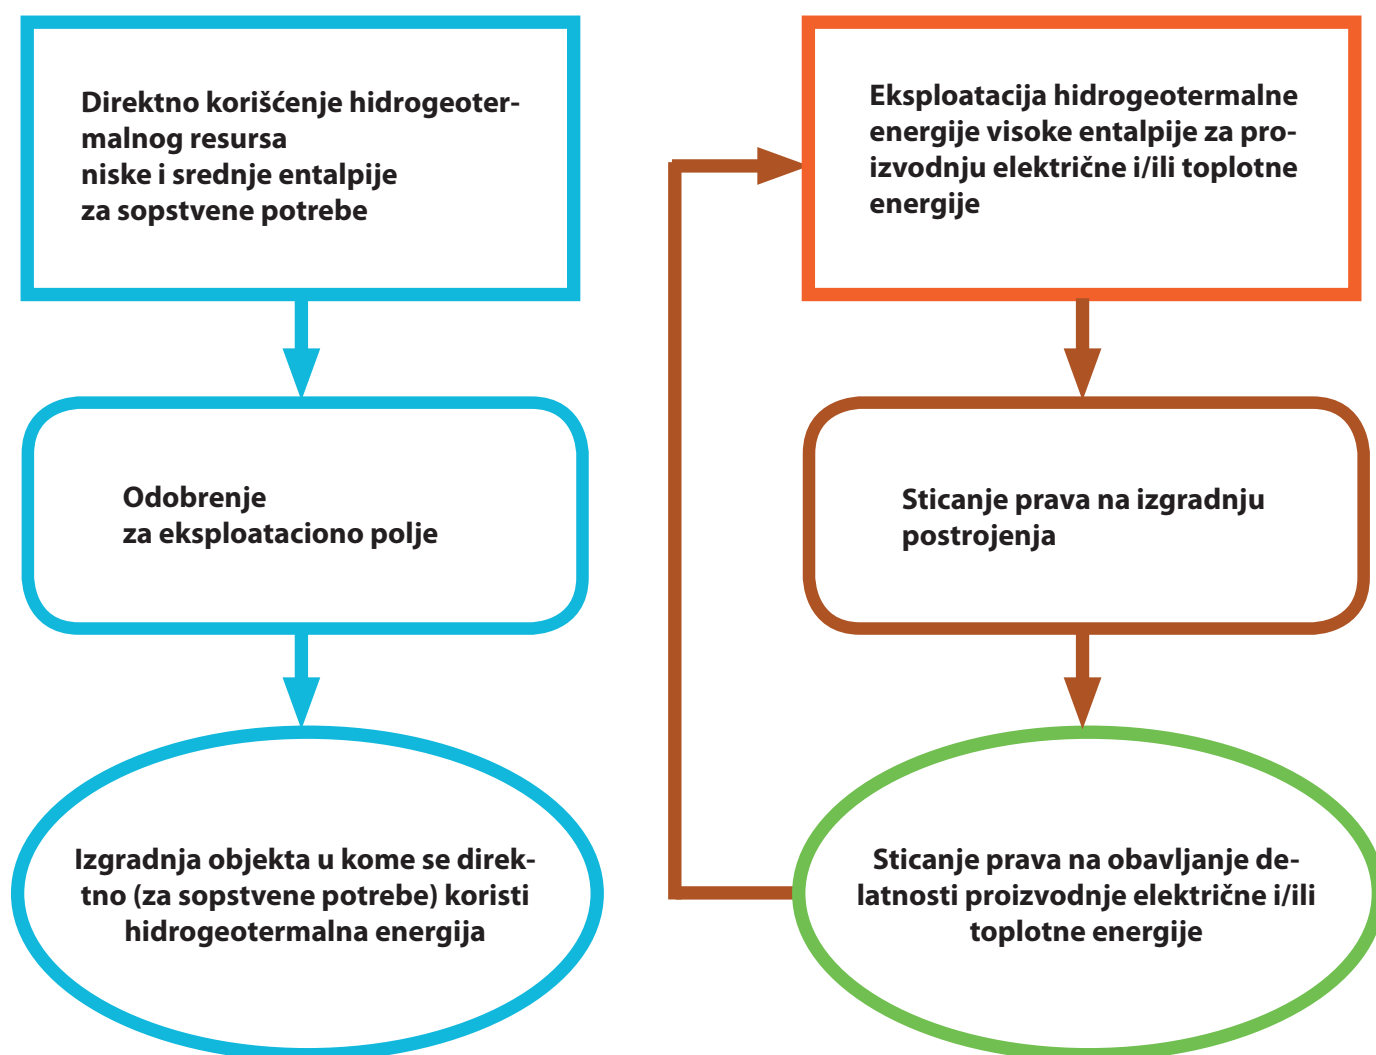 Direktno korišćenje hidrogeoter-
malnog resursa
niske i srednje entalpije
za sopstvene potrebe
Odobrenje
za eksploataciono polje
Izgradnja objekta u kome se direk-
tno (za sopstvene potrebe) koristi
hidrogeotermalna energija
Eksploatacija hidrogeotermalne
energije visoke entalpije za pro-
izvodnju električne i/ili toplotne
energije
Sticanje prava na izgradnju
postrojenja
Sticanje prava na obavljanje de-
latnosti proizvodnje električne i/ili
toplotne energije